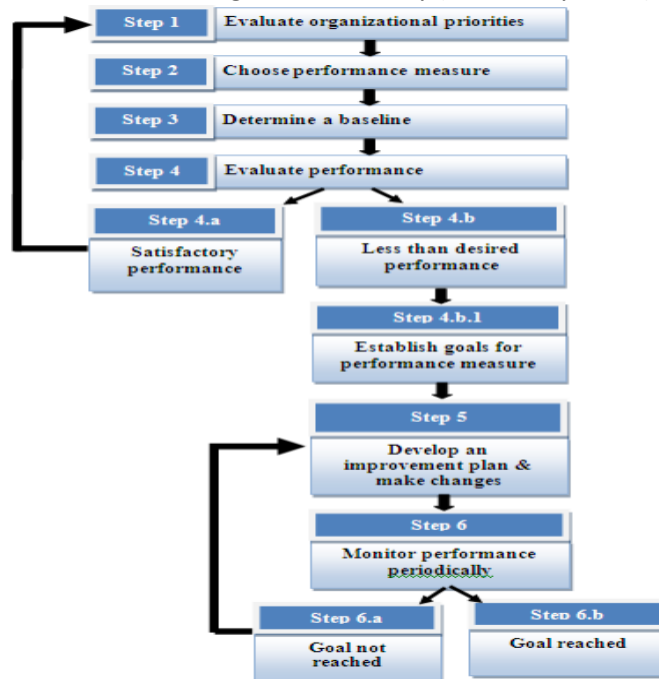 Step 1
Evaluate organizational priorities
Step 2
Choose performance measure
Step 3
Determine a baseline
Step 4
Evaluate performance
Step 4.a
Satisfactory
performance
Step 4.b
Less than desired
performance
Step 4.b.1
Establish goals for
performance measure
Step 5
Develop an
improvement plan &
make changes
Step 6
Monitor performance
periodically
Step 6.a
Goal not
reached
Step 6.b
Goal reached